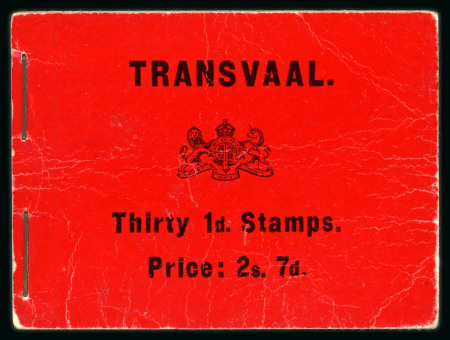 TRANSVAAL.
Thirty 1d. Stamps.
Price: 2s. 7d.